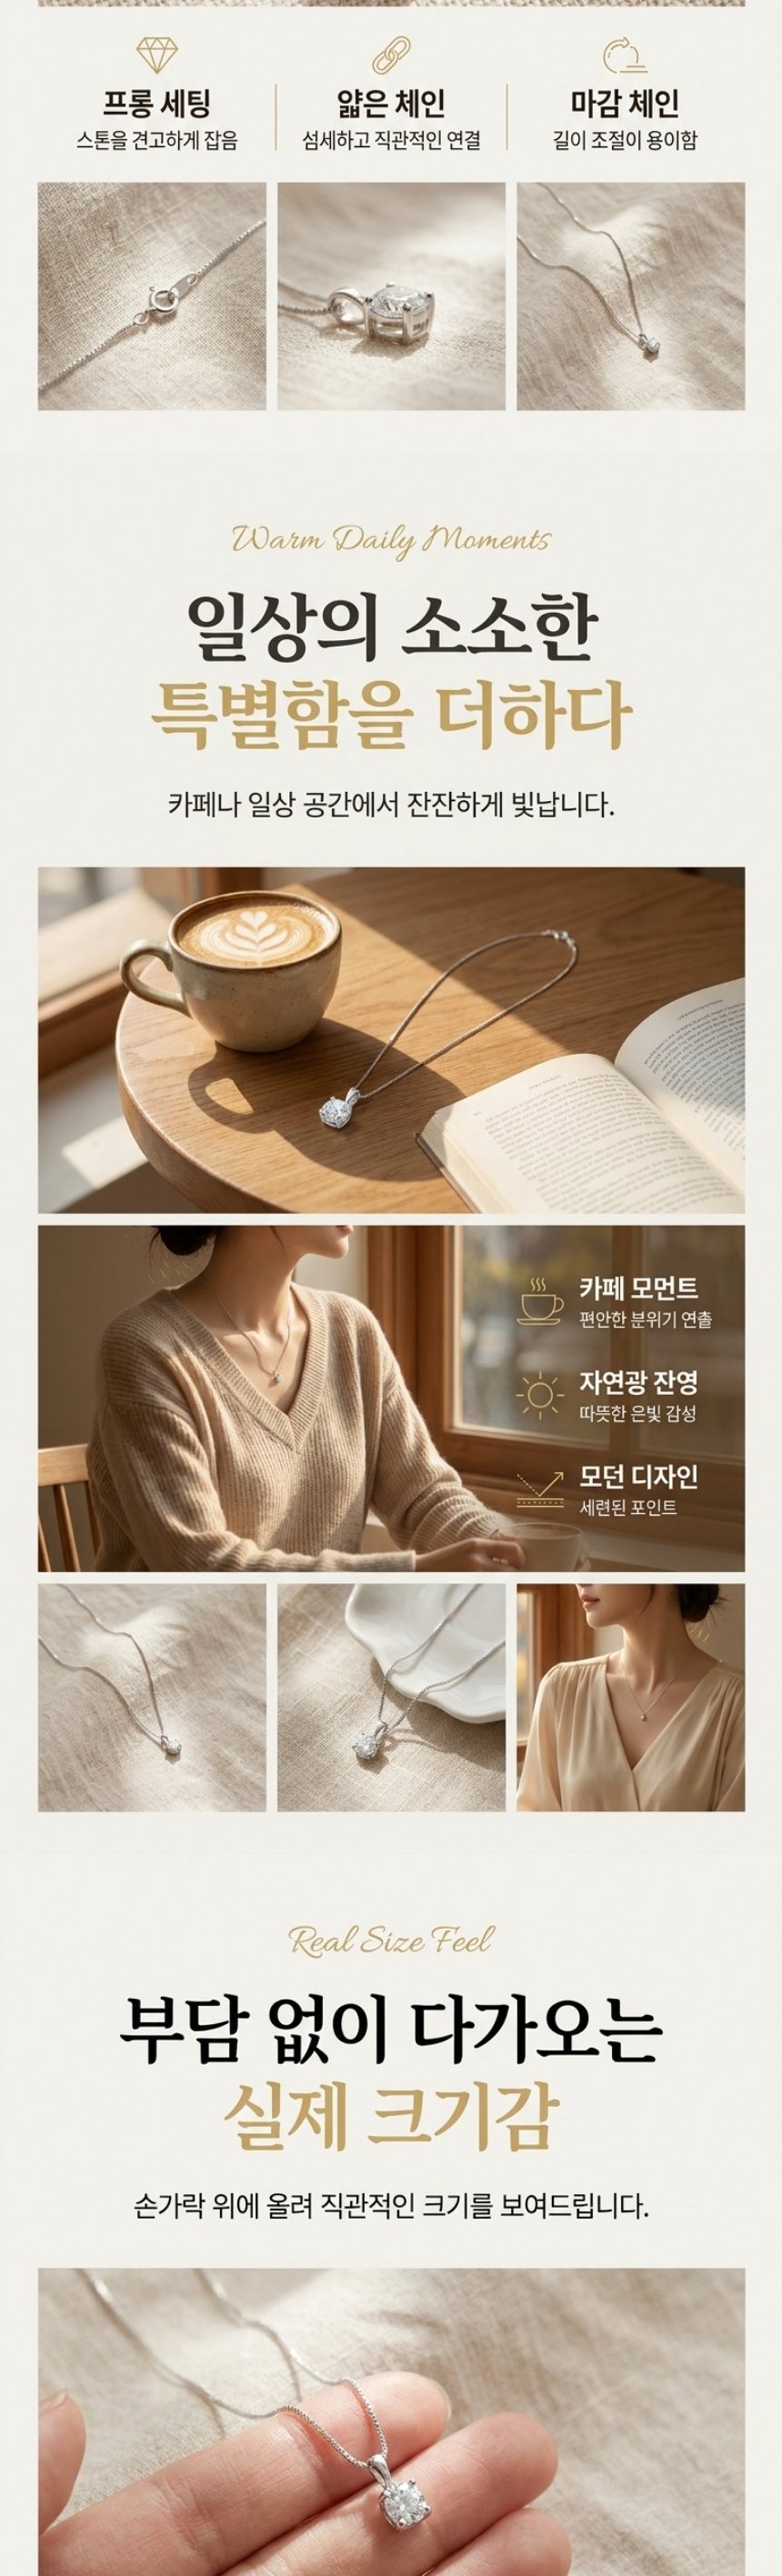 프롱 세팅
스톤을 견고하게 잡음
얇은 체인
섬세하고 직관적인 연결
마감 체인
길이 조절이 용이함
Warm Daily Moments
일상의 소소한
특별함을 더하다
카페나 일상 공간에서 잔잔하게 빛납니다.
카페 모먼트
편안한 분위기 연출
자연광 잔영
따뜻한 은빛 감성
모던 디자인
세련된 포인트
Real Size Feel
부담 없이 다가오는
실제 크기감
손가락 위에 올려 직관적인 크기를 보여드립니다.